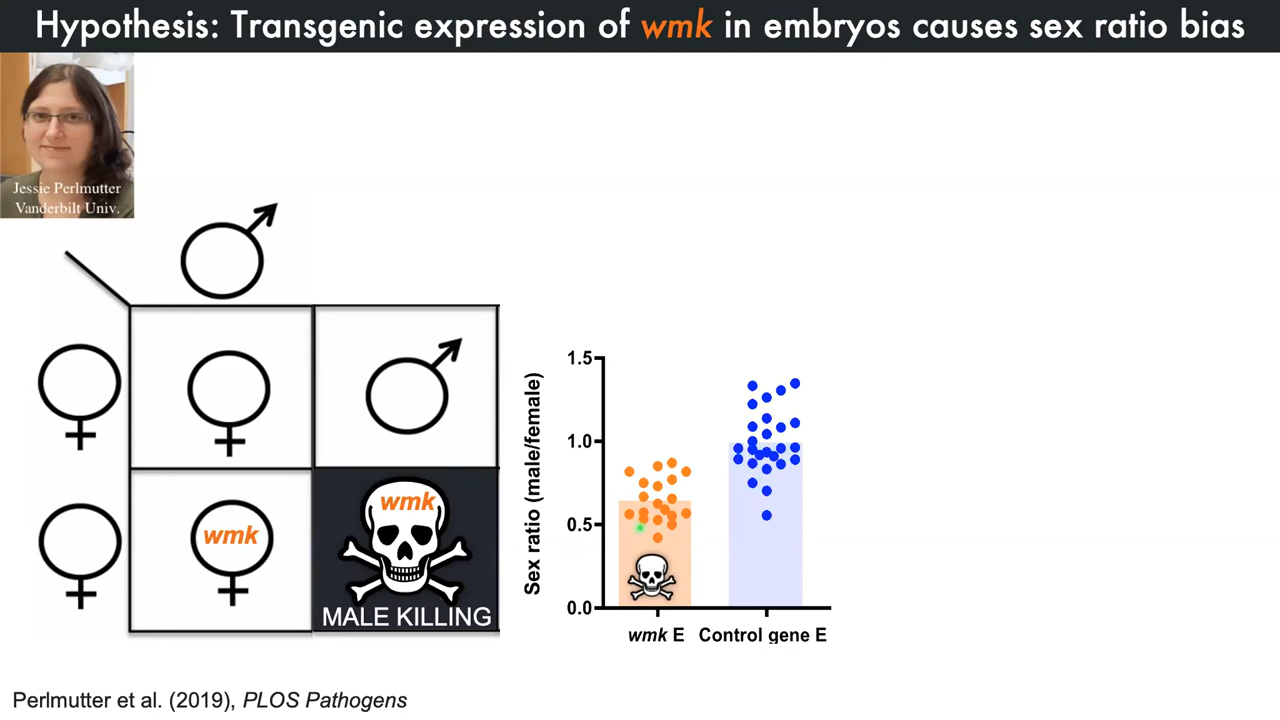 Hypothesis: Transgenic expression of wmk in embryos causes sex ratio bias
Jessie Perlmutter
Vanderbilt Univ.
wmk
wmk
MALE KILLING
Sex ratio (male/female)
1.5
1.0
0.5
0.0
wmk E
Control gene E
Perlmutter et al. (2019), PLOS Pathogens